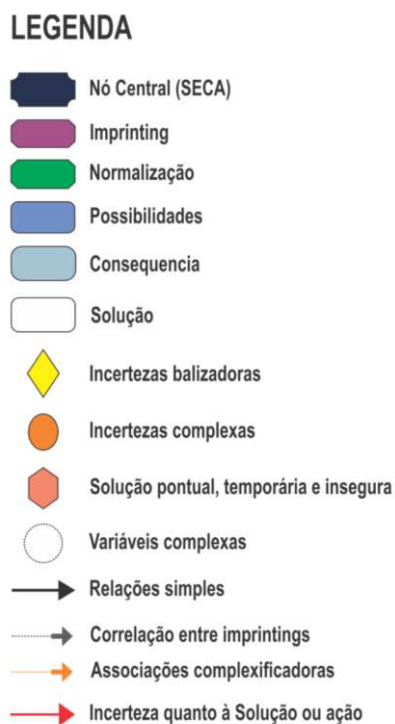 LEGENDA
Nó Central (SECA)
Imprinting
Normalização
Possibilidades
Consequencia
Solução
Incertezas balizadoras
Incertezas complexas
Solução pontual, temporária e insegura
Variáveis complexas
Relações simples
Correlação entre imprintings
Associações complexificadoras
Incerteza quanto à Solução ou ação